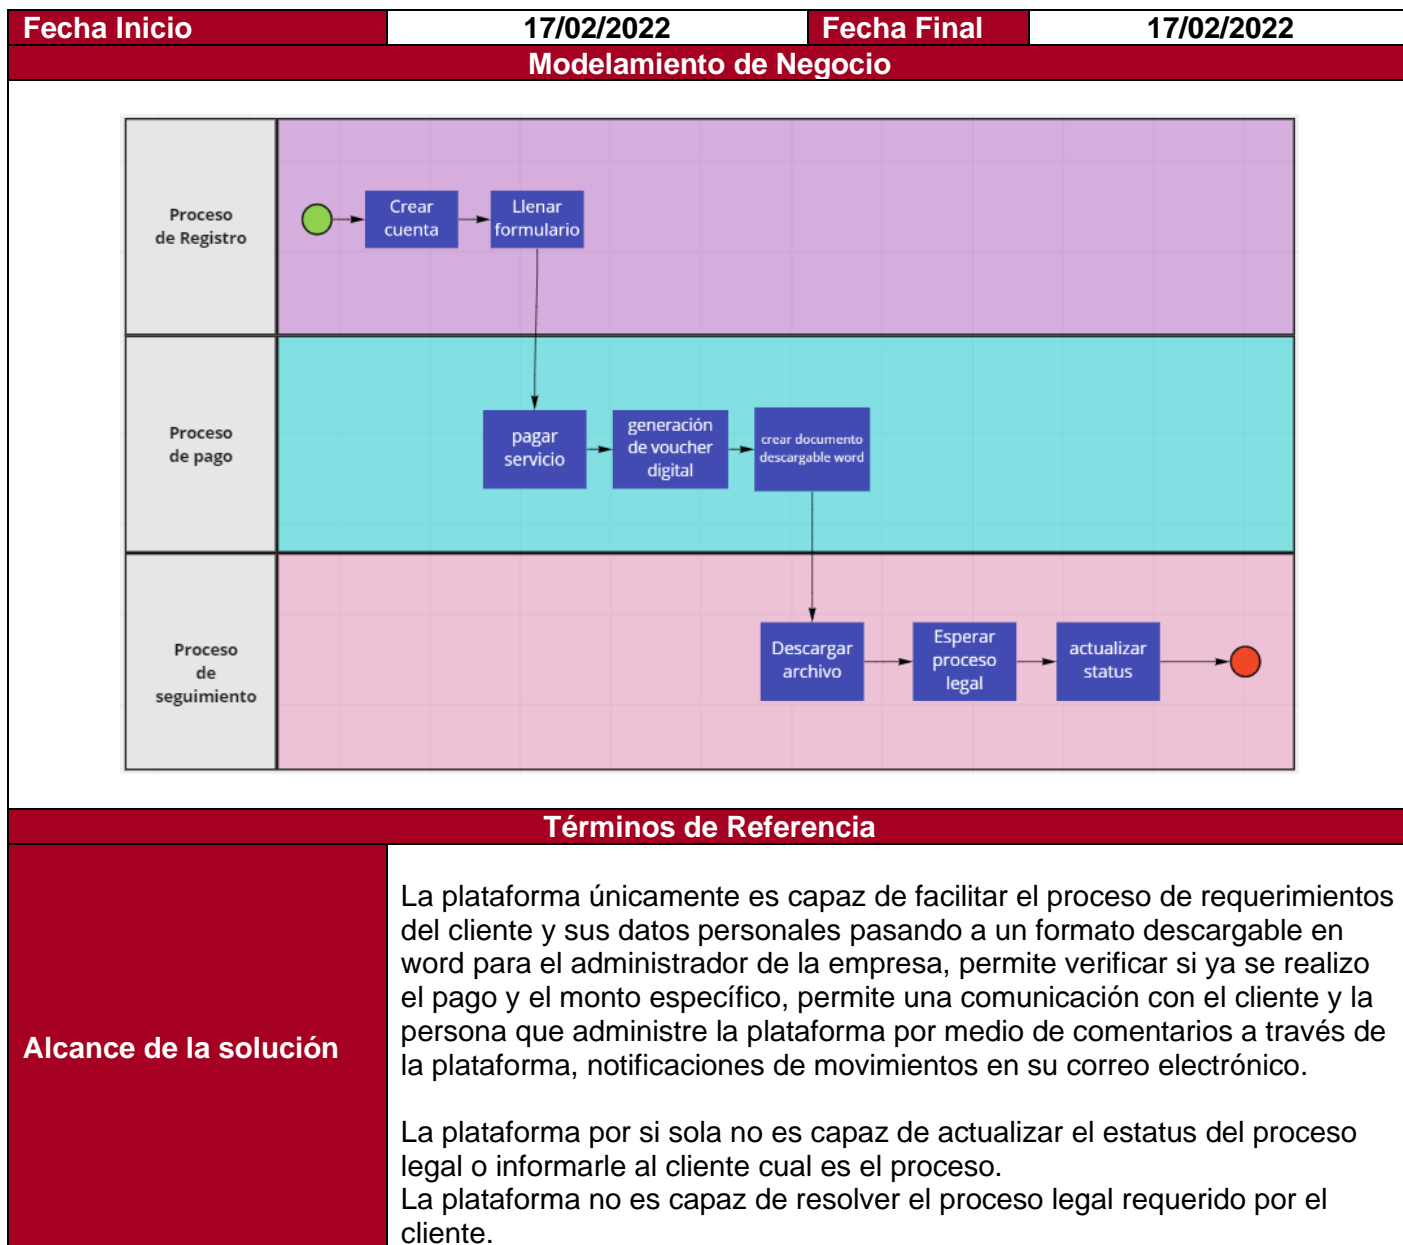 Fecha Inicio 17/02/2022 Fecha Final 17/02/2022
Modelamiento de Negocio
Proceso
de Registro
Crear
cuenta
Llenar
formulario
Proceso
de pago
pagar
servicio
generación
de voucher
digital
crear documento
descargable word
Proceso
de
seguimiento
Descargar
archivo
Esperar
proceso
legal
actualizar
status
Términos de Referencia
Alcance de la solución
La plataforma únicamente es capaz de facilitar el proceso de requerimientos
del cliente y sus datos personales pasando a un formato descargable en
word para el administrador de la empresa, permite verificar si ya se realizo
el pago y el monto específico, permite una comunicación con el cliente y la
persona que administre la plataforma por medio de comentarios a través de
la plataforma, notificaciones de movimientos en su correo electrónico.
La plataforma por si sola no es capaz de actualizar el estatus del proceso
legal o informarle al cliente cual es el proceso.
La plataforma no es capaz de resolver el proceso legal requerido por el
cliente.